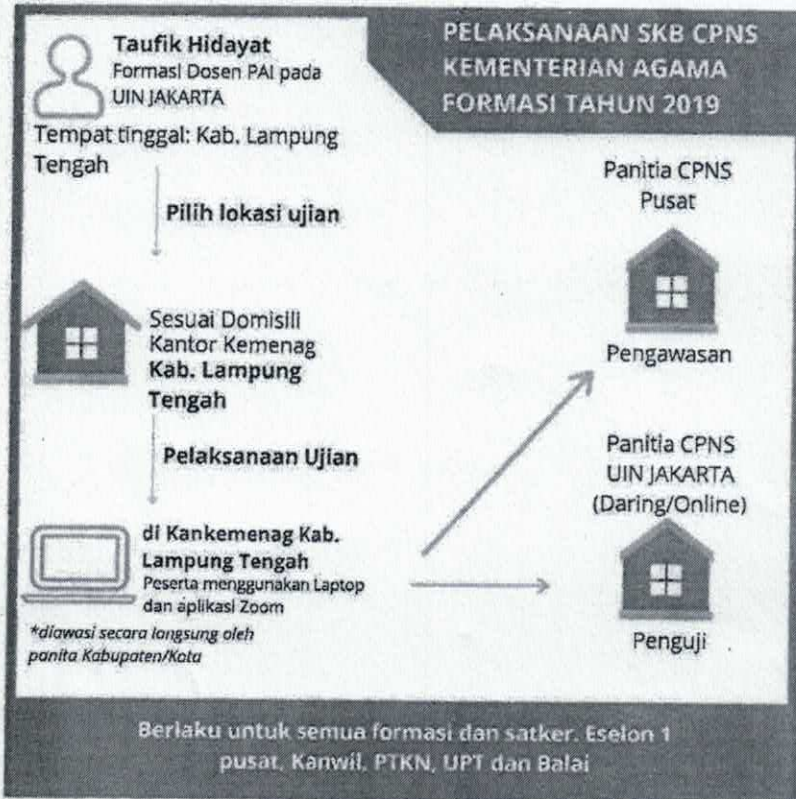 PELAKSANAAN SKB CPNS
KEMENTERIAN AGAMA
FORMASI TAHUN 2019
Taufik Hidayat
Formasi Dosen PAI pada
UIN JAKARTA
Tempat tinggal: Kab. Lampung
Tengah
Pilih lokasi ujian
Sesuai Domisili
Kantor Kemenag
Kab. Lampung
Tengah
Pelaksanaan Ujian
di Kankemenag Kab.
Lampung Tengah
Peserta menggunakan Laptop
dan aplikasi Zoom
*diawasi secara langsung oleh
panita Kabupaten/Kota
Panitia CPNS
Pusat
Pengawasan
Panitia CPNS
UIN JAKARTA
(Daring/Online)
Penguji
Berlaku untuk semua formasi dan satker. Eselon 1
pusat, Kanwil, PTKN, UPT dan Balai